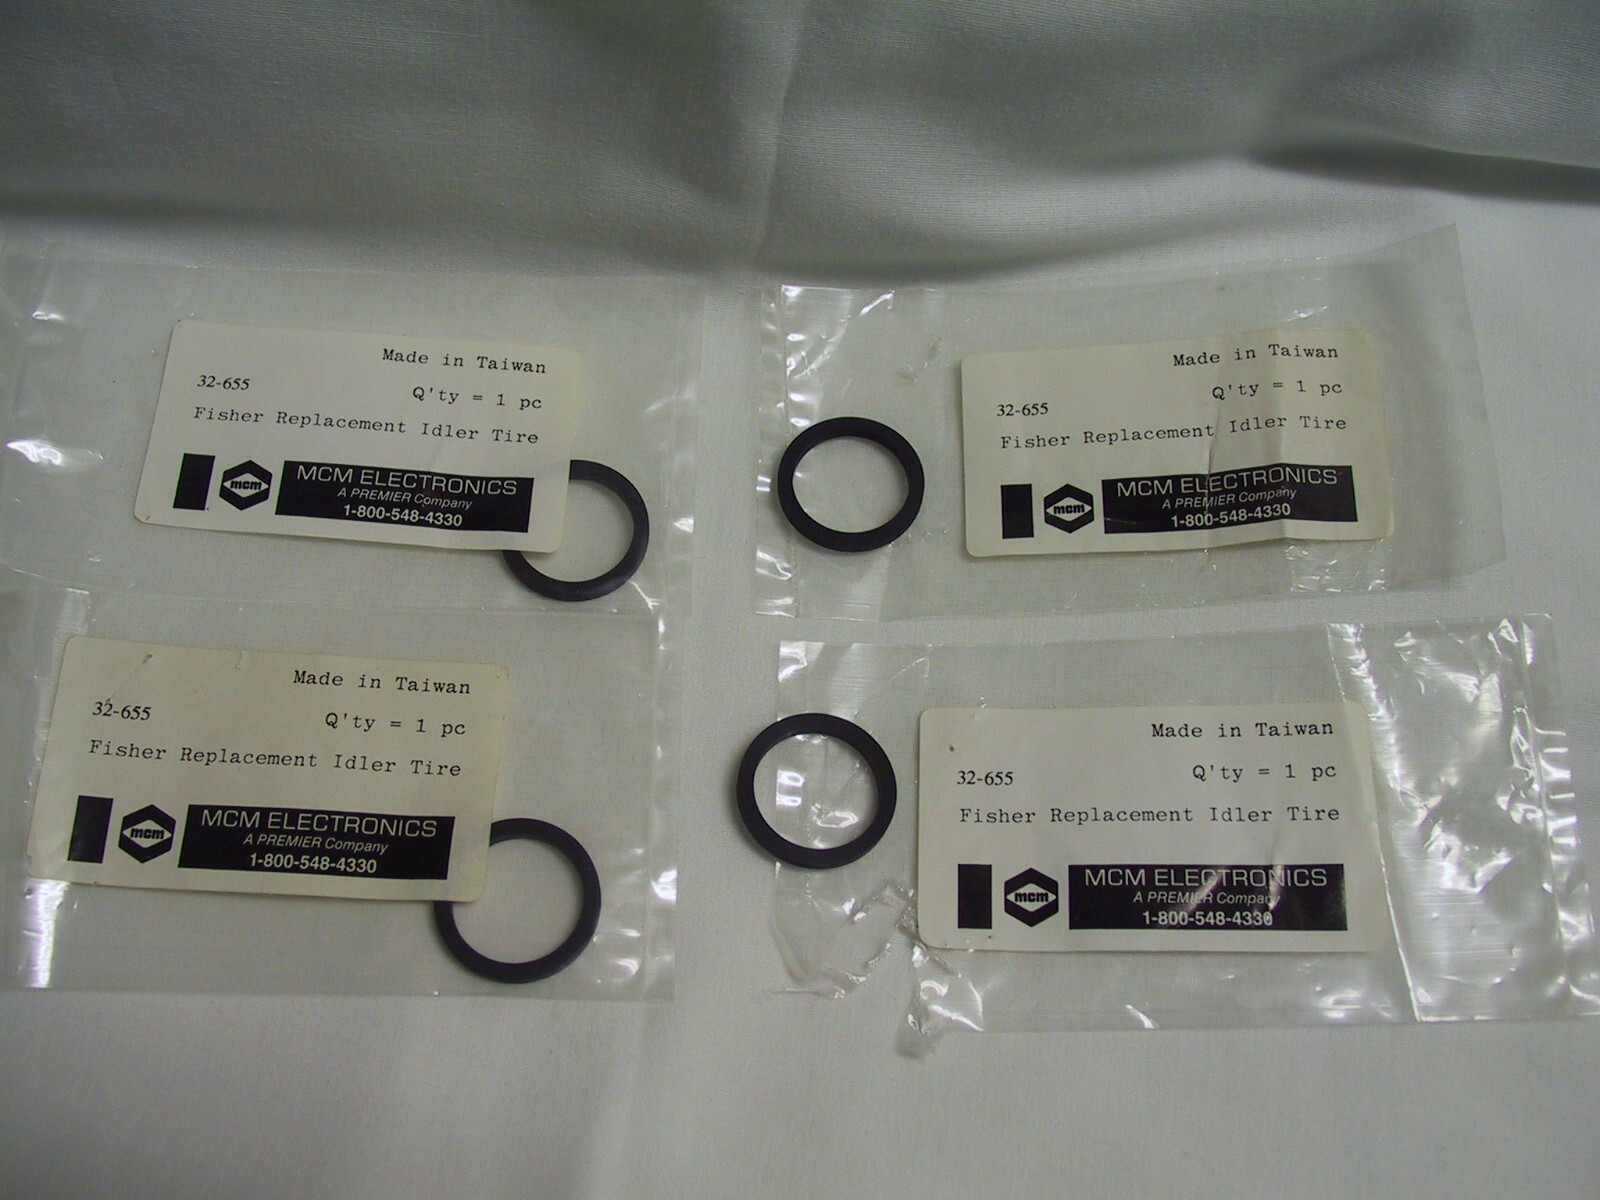 Made in Taiwan
32-655
Q'ty = 1 pc
Fisher Replacement Idler Tire
mcm
MCM ELECTRONICS
A PREMIER Company
1-800-548-4330
Made in Taiwan
32-655
Q'ty = 1 pc
Fisher Replacement Idler Tire
mcm
MCM ELECTRONICS
A PREMIER Company
1-800-548-4330
Made in Taiwan
32-655
Q'ty = 1 pc
Fisher Replacement Idler Tire
mcm
MCM ELECTRONICS
A PREMIER Company
1-800-548-4330
Made in Taiwan
32-655
Q'ty = 1 pc
Fisher Replacement Idler Tire
mcm
MCM ELECTRONICS
A PREMIER Company
1-800-548-4330